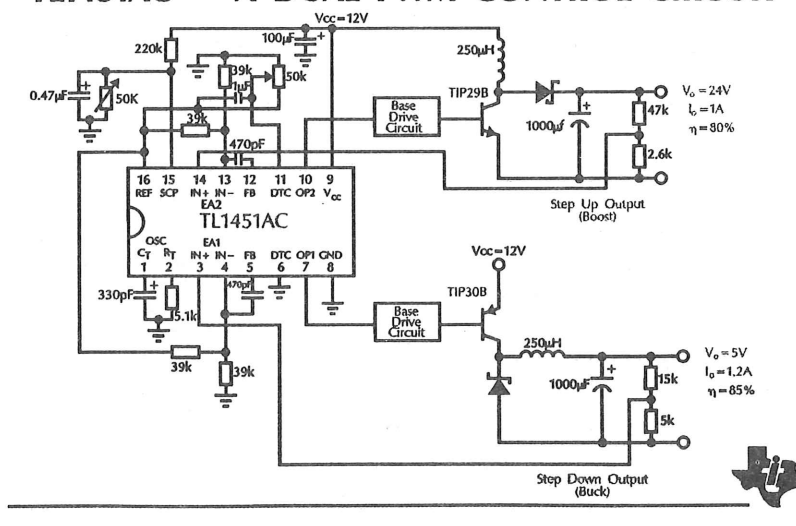 Vcc=12V
220k
100µF
+
39k
1µF
50k
0.47µF
+
50K
39k
470pF
250µH
TIP29B
Base
Drive
Circuit
1000µf
+
47k
2.6k
Vo = 24V
Io = 1A
η = 80%
Step Up Output
(Boost)
16 15 14 13 12 11 10 9
REF SCP IN+ IN− FB DTC OP2 Vcc
EA2
TL1451AC
OSC EA1
CT RT IN+ IN− FB DTC OP1 GND
1 2 3 4 5 6 7 8
330pF
+
5.1k
470pF
39k
39k
Vcc=12V
TIP30B
Base
Drive
Circuit
250µH
1000µF
+
15k
5k
Vo = 5V
Io = 1.2A
η = 85%
Step Down Output
(Buck)